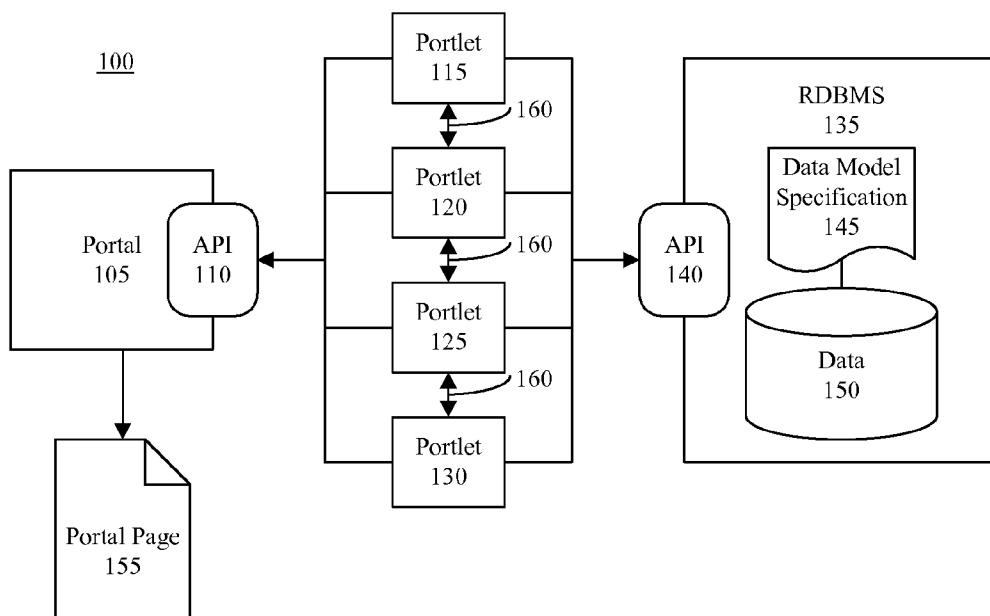 100
Portlet
115
160
Portlet
120
160
Portlet
125
160
Portlet
130
Portal
105
API
110
Portal Page
155
API
140
RDBMS
135
Data Model
Specification
145
Data
150